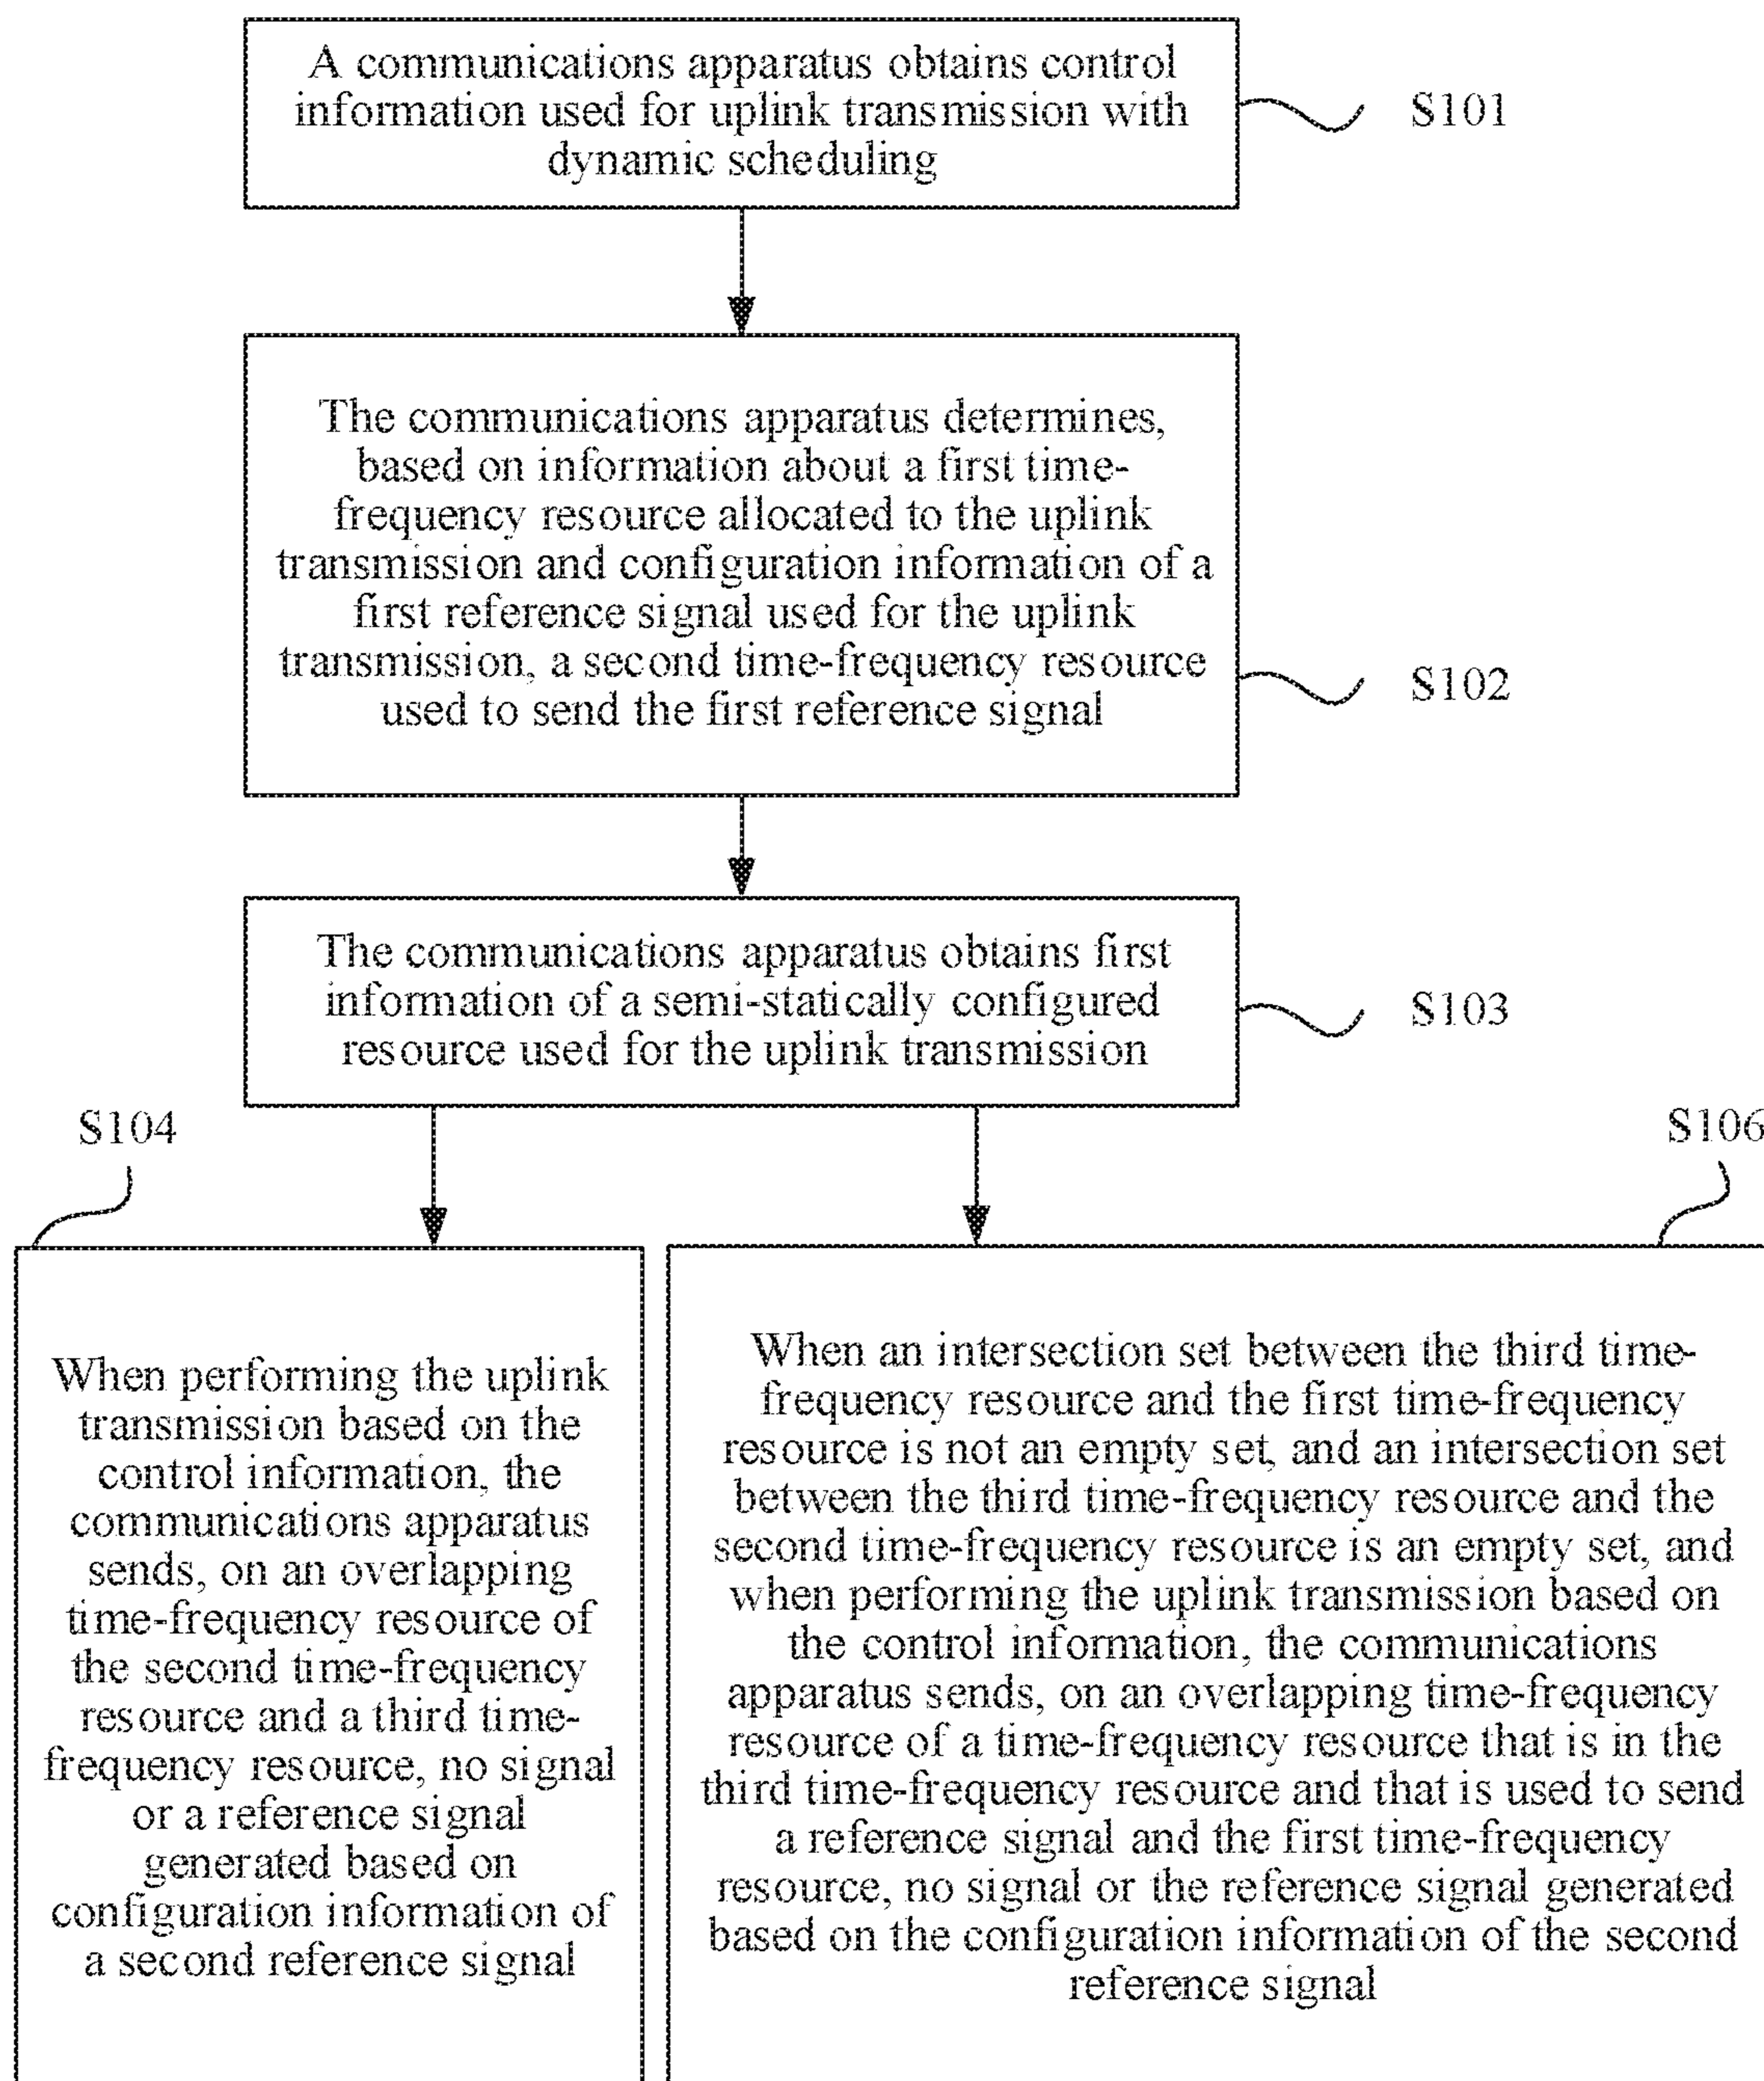 A communications apparatus obtains control
information used for uplink transmission with
dynamic scheduling
S101
The communications apparatus determines,
based on information about a first time-
frequency resource allocated to the uplink
transmission and configuration information of a
first reference signal used for the uplink
transmission, a second time-frequency resource
used to send the first reference signal
S102
The communications apparatus obtains first
information of a semi-statically configured
resource used for the uplink transmission
S103
S104
When performing the uplink
transmission based on the
control information, the
communications apparatus
sends, on an overlapping
time-frequency resource of
the second time-frequency
resource and a third time-
frequency resource, no signal
or a reference signal
generated based on
configuration information of
a second reference signal
S106
When an intersection set between the third time-
frequency resource and the first time-frequency
resource is not an empty set, and an intersection set
between the third time-frequency resource and the
second time-frequency resource is an empty set, and
when performing the uplink transmission based on
the control information, the communications
apparatus sends, on an overlapping time-frequency
resource of a time-frequency resource that is in the
third time-frequency resource and that is used to send
a reference signal and the first time-frequency
resource, no signal or the reference signal generated
based on the configuration information of the second
reference signal